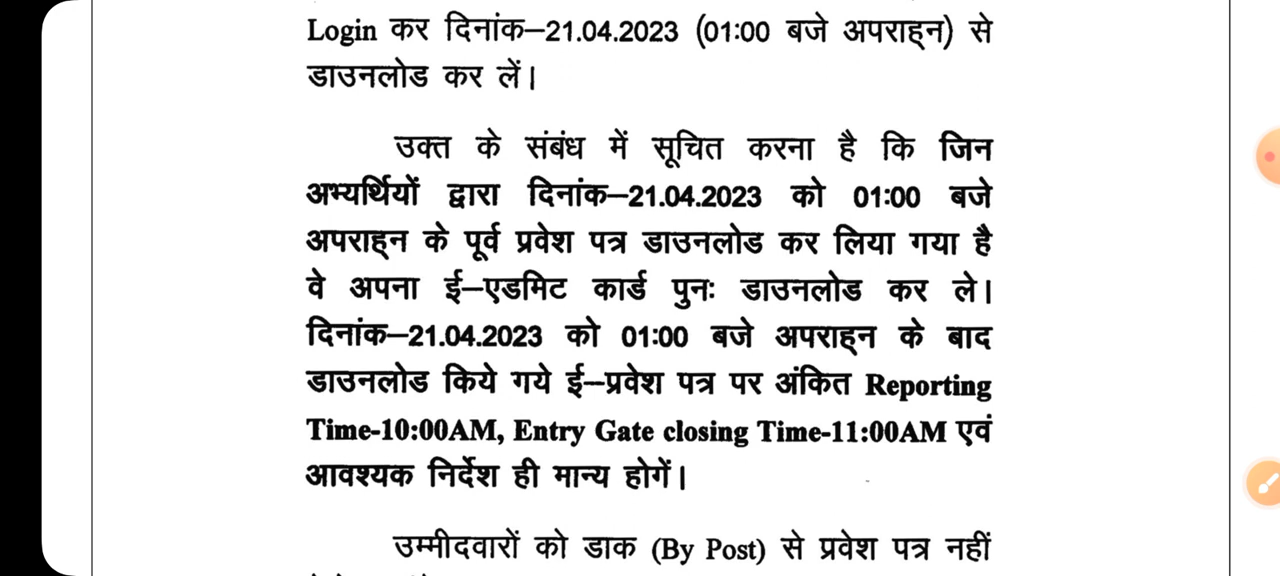 Login कर दिनांक–21.04.2023 (01:00 बजे अपराह्न) से
डाउनलोड कर लें।
उक्त के संबंध में सूचित करना है कि जिन
अभ्यर्थियों द्वारा दिनांक–21.04.2023 को 01:00 बजे
अपराह्न के पूर्व प्रवेश पत्र डाउनलोड कर लिया गया है
वे अपना ई–एडमिट कार्ड पुनः डाउनलोड कर ले।
दिनांक–21.04.2023 को 01:00 बजे अपराह्न के बाद
डाउनलोड किये गये ई–प्रवेश पत्र पर अंकित Reporting
Time-10:00AM, Entry Gate closing Time-11:00AM एवं
आवश्यक निर्देश ही मान्य होगें।
उम्मीदवारों को डाक (By Post) से प्रवेश पत्र नहीं